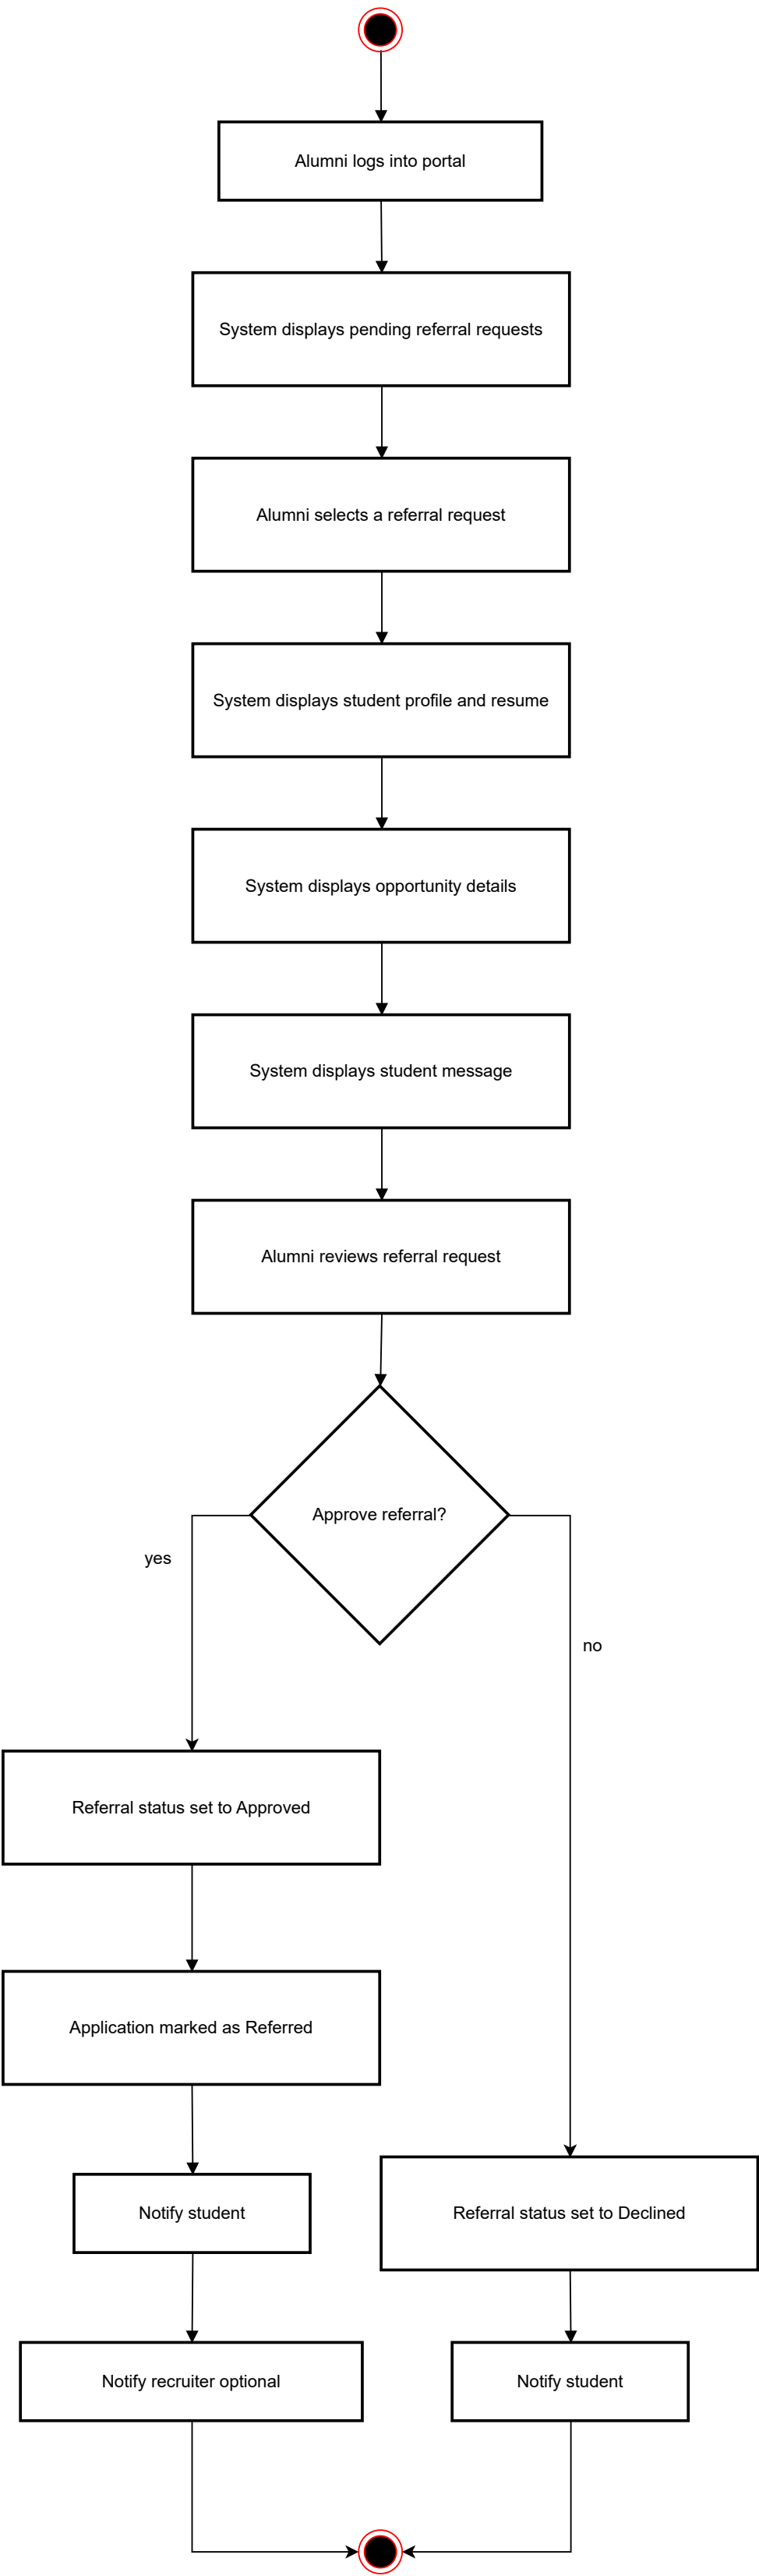 Alumni logs into portal
System displays pending referral requests
Alumni selects a referral request
System displays student profile and resume
System displays opportunity details
System displays student message
Alumni reviews referral request
Approve referral?
yes
no
Referral status set to Approved
Application marked as Referred
Notify student
Referral status set to Declined
Notify recruiter optional
Notify student